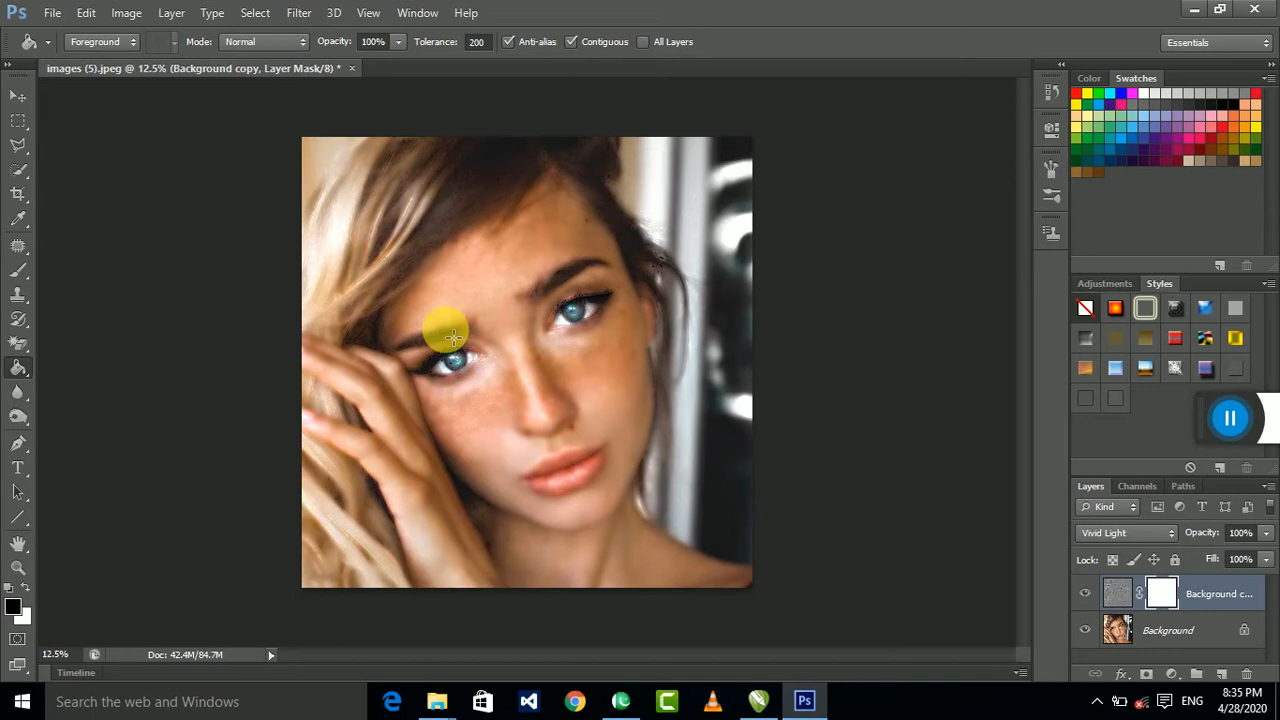 Ps File Edit Image Layer Type Select Filter 3D View Window Help
Foreground Mode: Normal Opacity: 100% Tolerance: 200 Anti-alias Contiguous All Layers Essentials
images (5).jpeg @ 12.5% (Background copy, Layer Mask/8) * ×
Color Swatches
Adjustments Styles
Layers Channels Paths
Kind
Vivid Light Opacity: 100%
Lock: Fill: 100%
Background c...
Background
12.5% Doc: 42.4M/84.7M
Timeline
Search the web and Windows
Ps
ENG
8:35 PM
4/28/2020